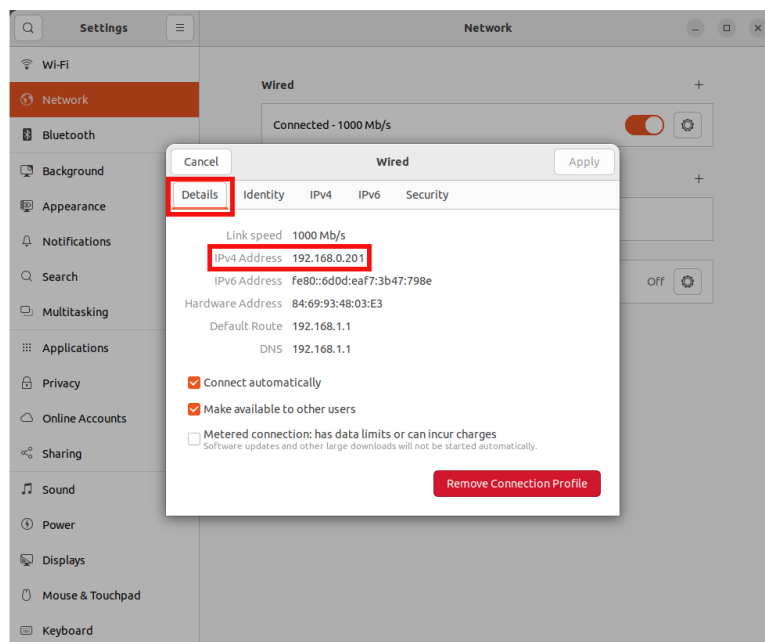 Settings
Network
Wi-Fi
Network
Bluetooth
Background
Appearance
Notifications
Search
Multitasking
Applications
Privacy
Online Accounts
Sharing
Sound
Power
Displays
Mouse & Touchpad
Keyboard
Wired
Connected - 1000 Mb/s
Off
Cancel
Wired
Apply
Details Identity IPv4 IPv6 Security
Link speed 1000 Mb/s
IPv4 Address 192.168.0.201
IPv6 Address fe80::6d0d:eaf7:3b47:798e
Hardware Address 84:69:93:48:03:E3
Default Route 192.168.1.1
DNS 192.168.1.1
Connect automatically
Make available to other users
Metered connection: has data limits or can incur charges
Software updates and other large downloads will not be started automatically.
Remove Connection Profile